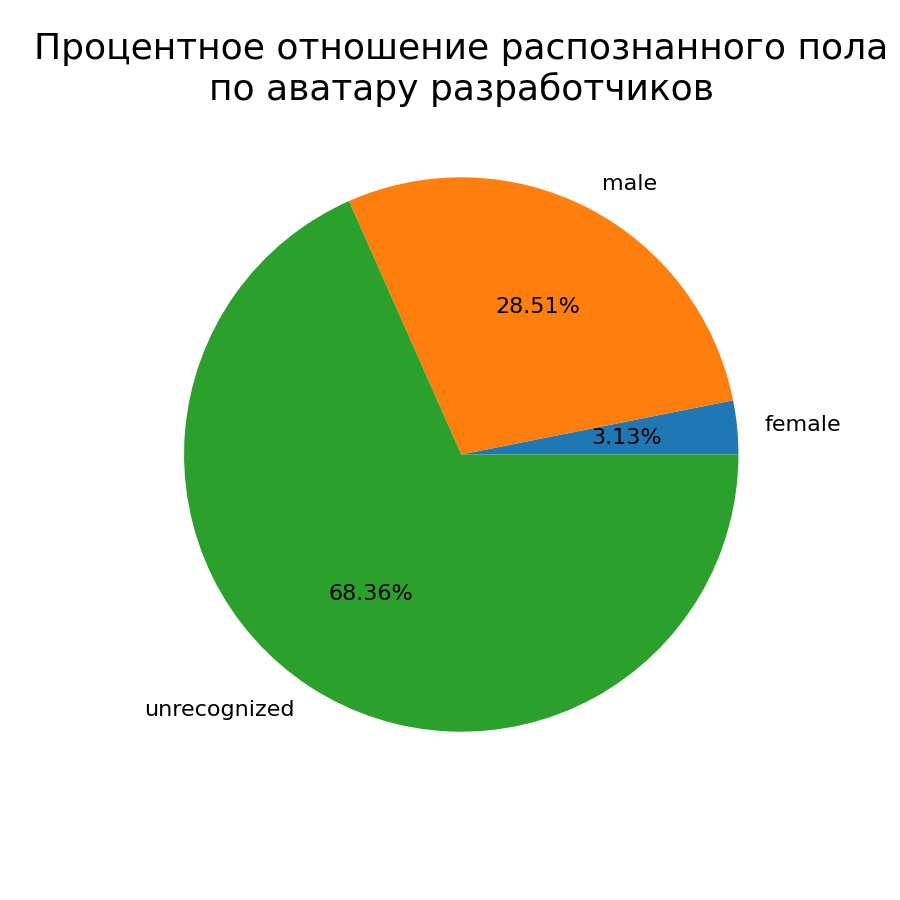 Процентное отношение распознанного пола
по аватару разработчиков
male
28.51%
female
3.13%
68.36%
unrecognized